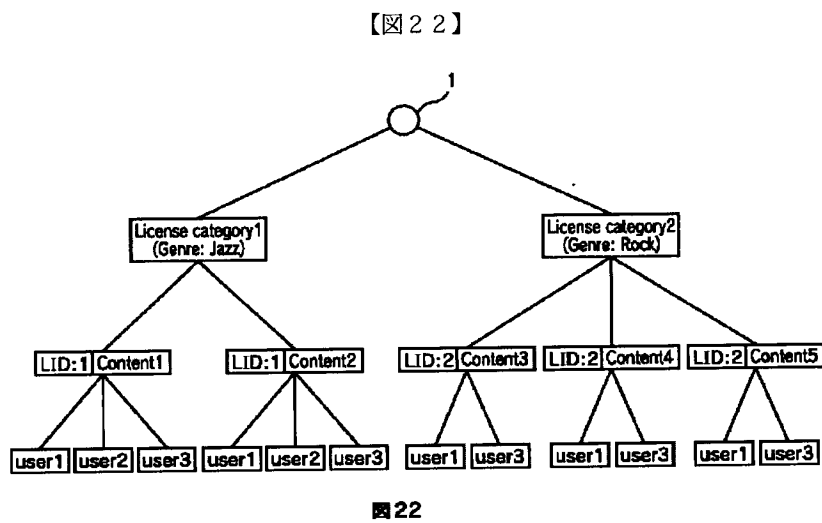 【図２２】
1
License category1
(Genre: Jazz)
License category2
(Genre: Rock)
LID:1 Content1
LID:1 Content2
LID:2 Content3
LID:2 Content4
LID:2 Content5
user1 user2 user3 user1 user2 user3 user1 user3 user1 user3 user1 user3
図22